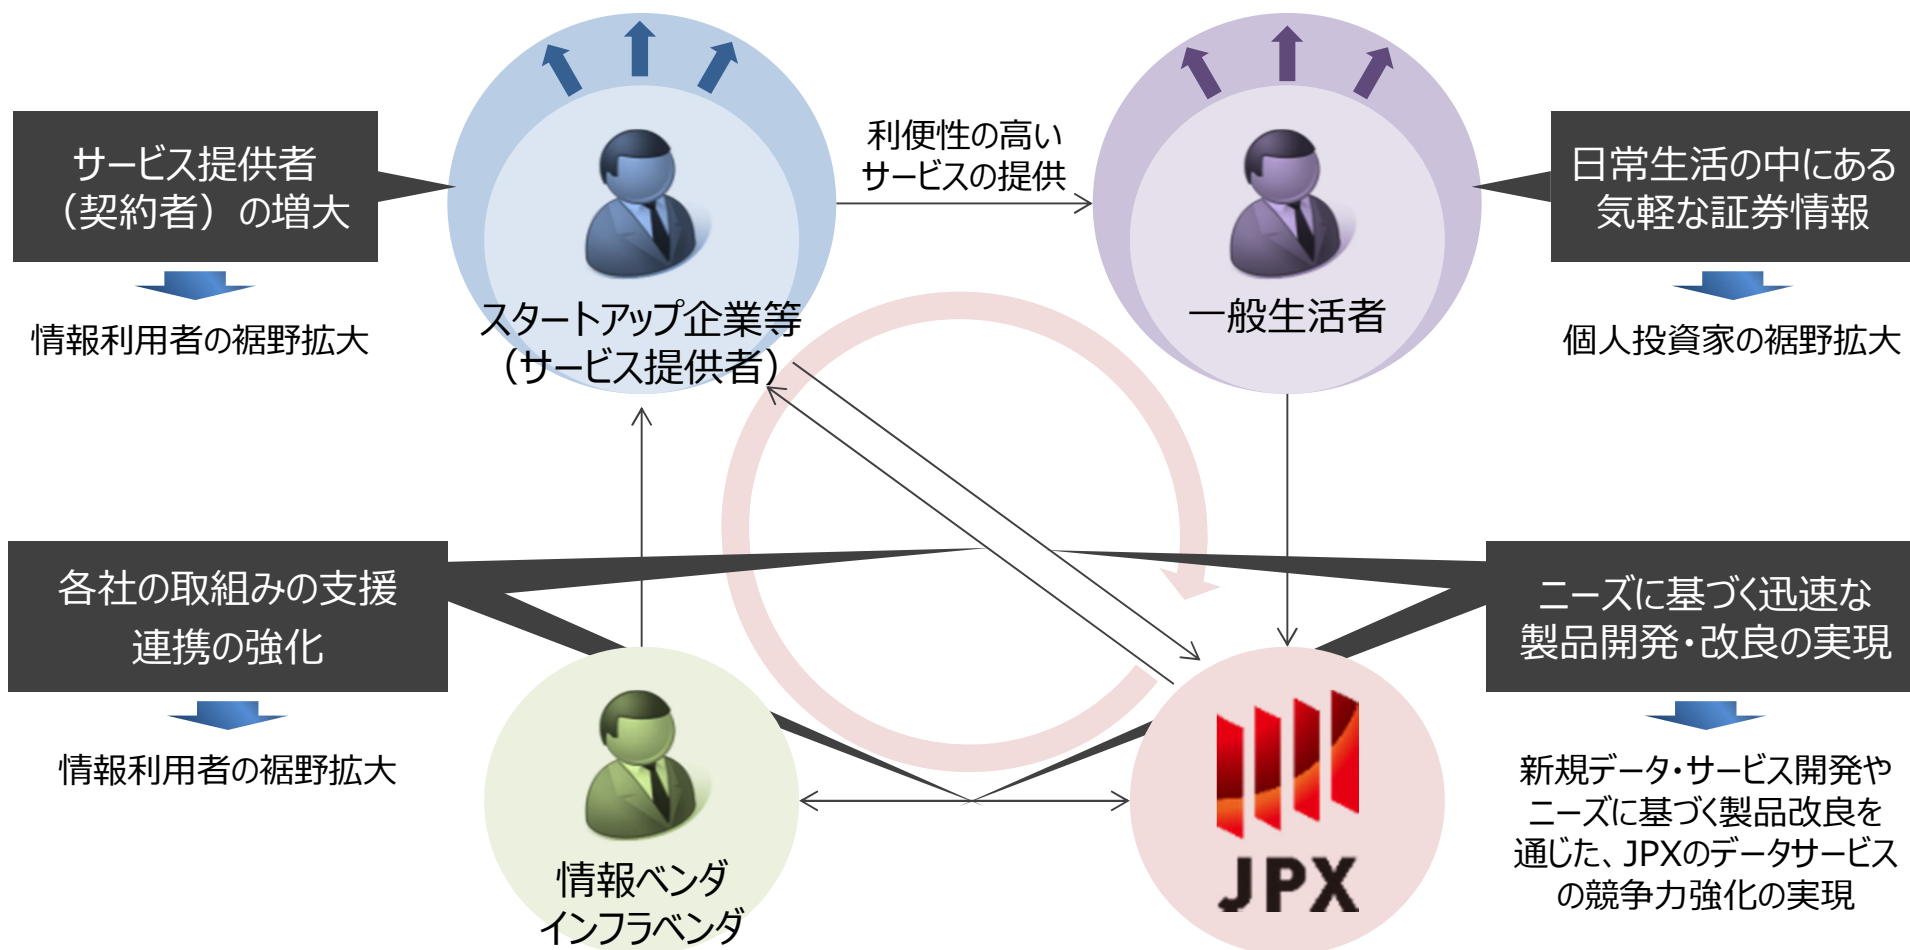 サービス提供者
（契約者）の増大
情報利用者の裾野拡大
スタートアップ企業等
（サービス提供者）
利便性の高い
サービスの提供
一般生活者
日常生活の中にある
気軽な証券情報
個人投資家の裾野拡大
各社の取組みの支援
連携の強化
情報利用者の裾野拡大
情報ベンダ
インフラベンダ
JPX
ニーズに基づく迅速な
製品開発・改良の実現
新規データ・サービス開発や
ニーズに基づく製品改良を
通じた、JPXのデータサービス
の競争力強化の実現